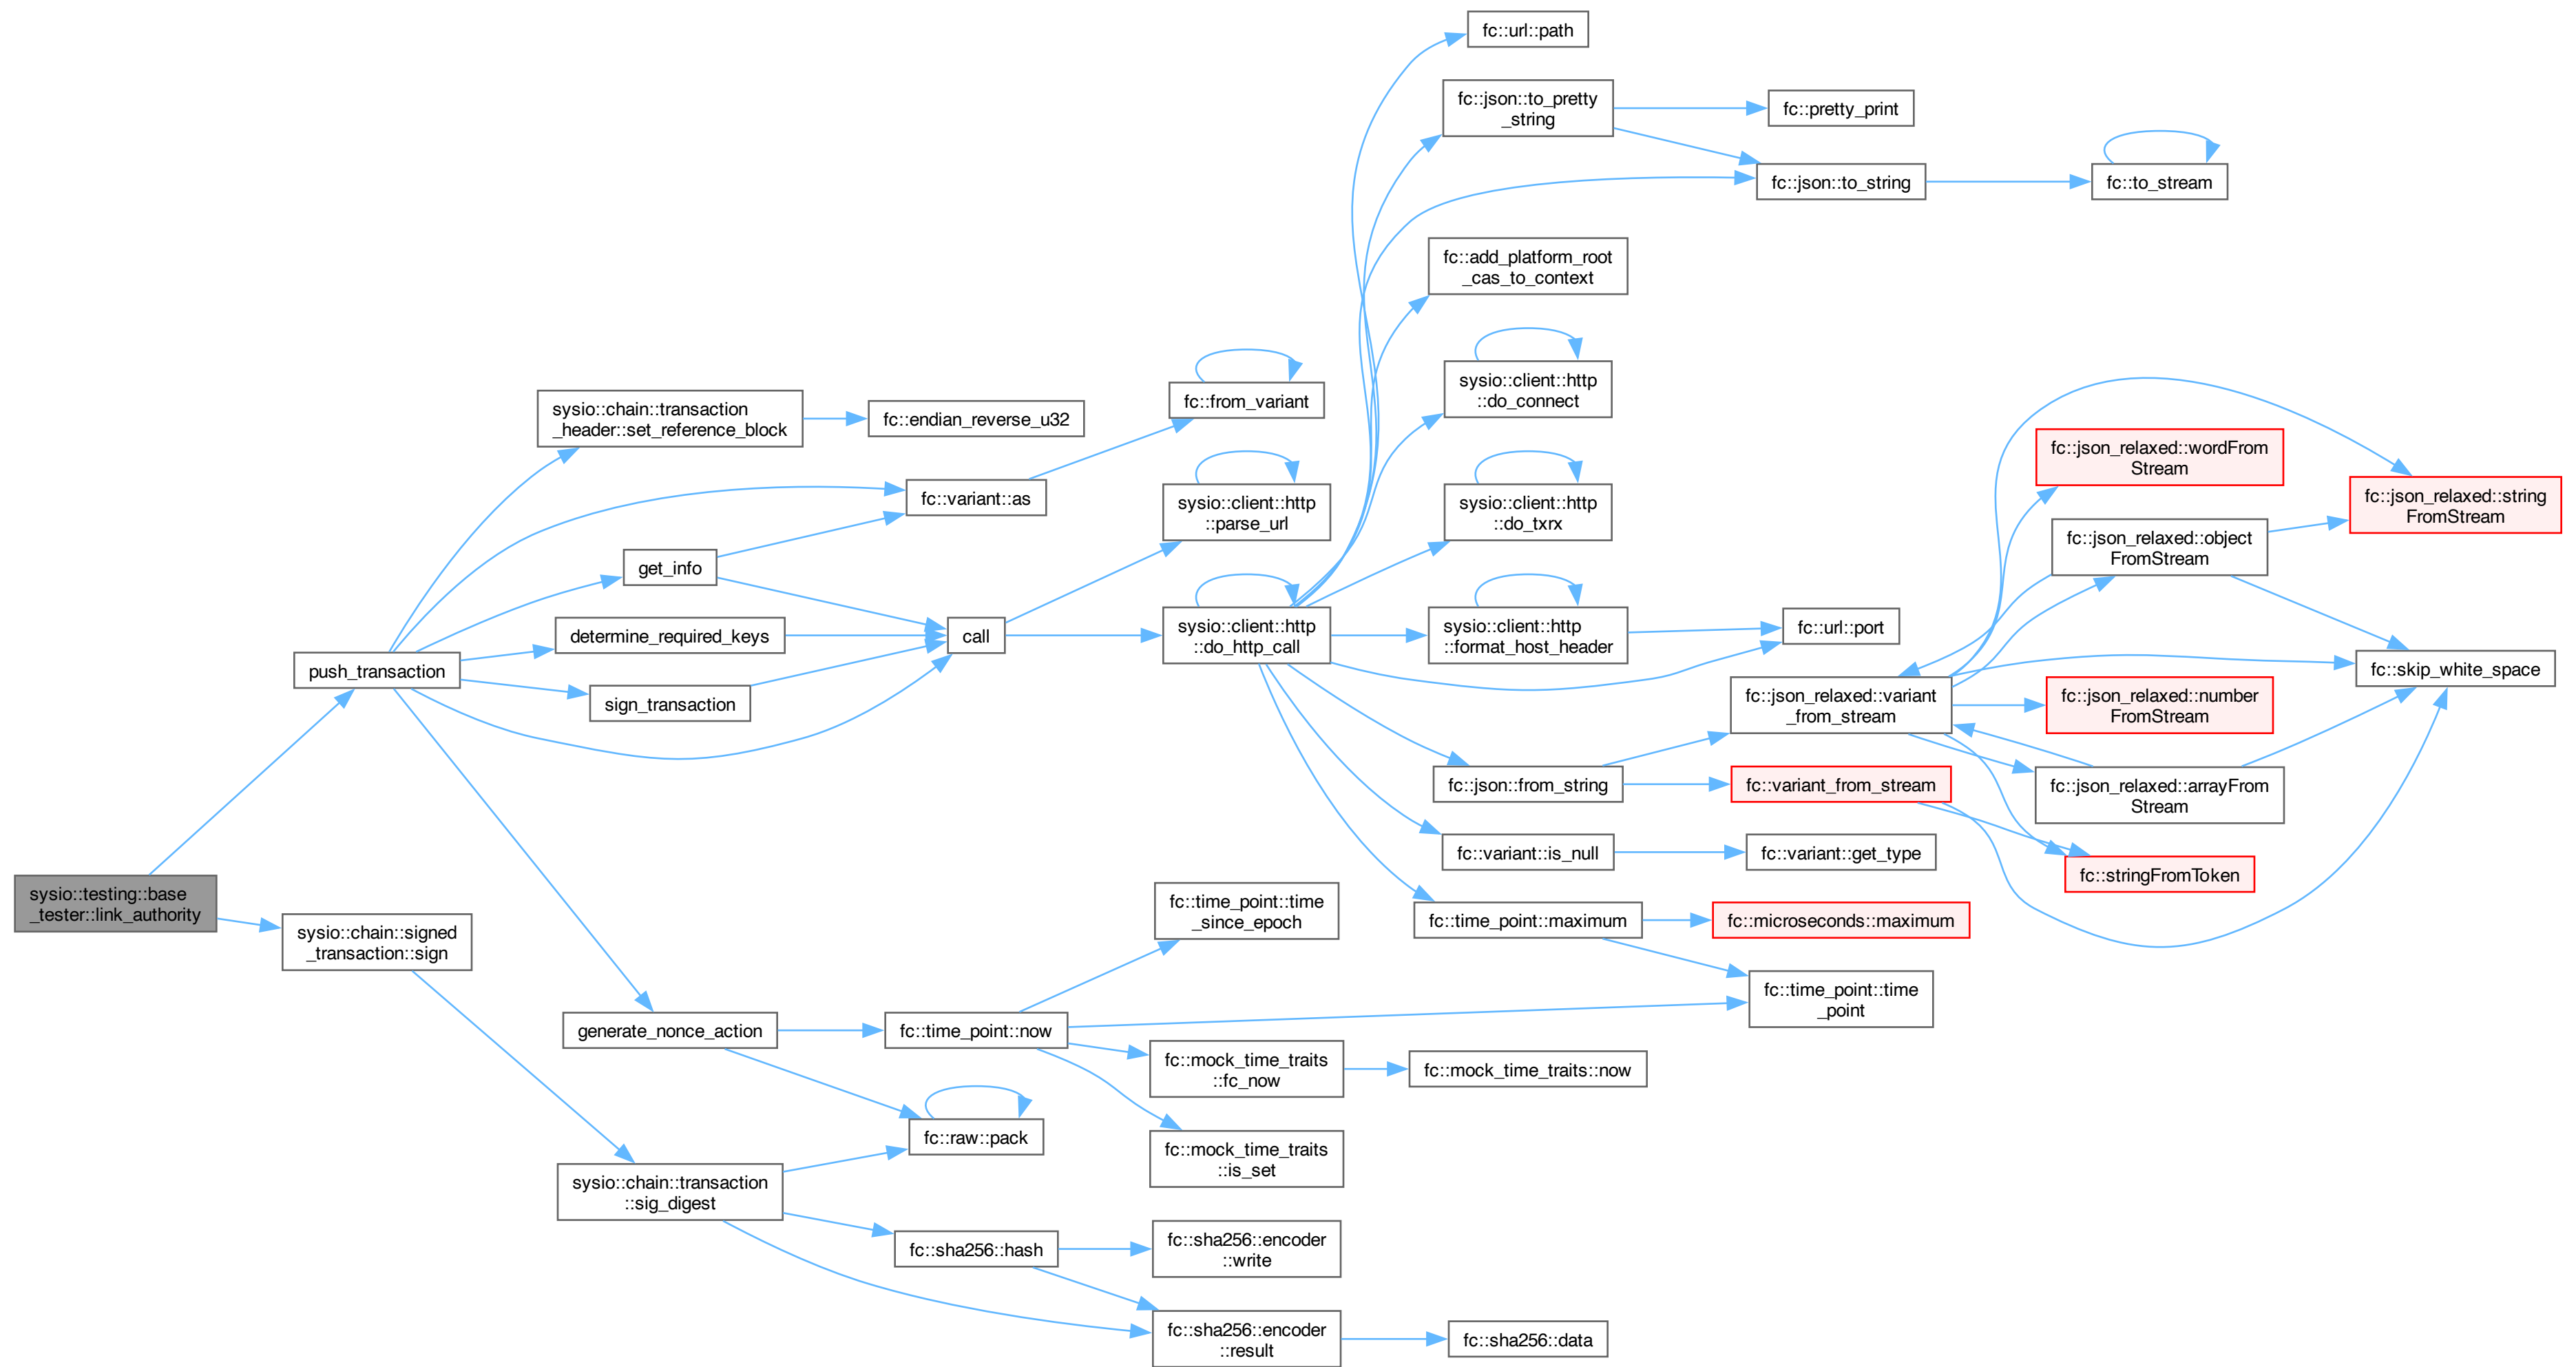 fc::url::path
fc::json::to_pretty
_string
fc::pretty_print
fc::json::to_string
fc::to_stream
fc::add_platform_root
_cas_to_context
sysio::client::http
::do_connect
fc::from_variant
sysio::chain::transaction
_header::set_reference_block
fc::endian_reverse_u32
fc::variant::as
sysio::client::http
::parse_url
sysio::client::http
::do_txrx
fc::json_relaxed::wordFrom
Stream
fc::json_relaxed::string
FromStream
fc::json_relaxed::object
FromStream
get_info
determine_required_keys
call
sysio::client::http
::do_http_call
sysio::client::http
::format_host_header
fc::url::port
push_transaction
sign_transaction
fc::json_relaxed::variant
_from_stream
fc::skip_white_space
fc::json_relaxed::number
FromStream
fc::json::from_string
fc::variant_from_stream
fc::json_relaxed::arrayFrom
Stream
fc::variant::is_null
fc::variant::get_type
fc::stringFromToken
sysio::testing::base
_tester::link_authority
sysio::chain::signed
_transaction::sign
fc::time_point::time
_since_epoch
fc::time_point::maximum
fc::microseconds::maximum
fc::time_point::time
_point
generate_nonce_action
fc::time_point::now
fc::mock_time_traits
::fc_now
fc::mock_time_traits::now
fc::raw::pack
fc::mock_time_traits
::is_set
sysio::chain::transaction
::sig_digest
fc::sha256::hash
fc::sha256::encoder
::write
fc::sha256::encoder
::result
fc::sha256::data